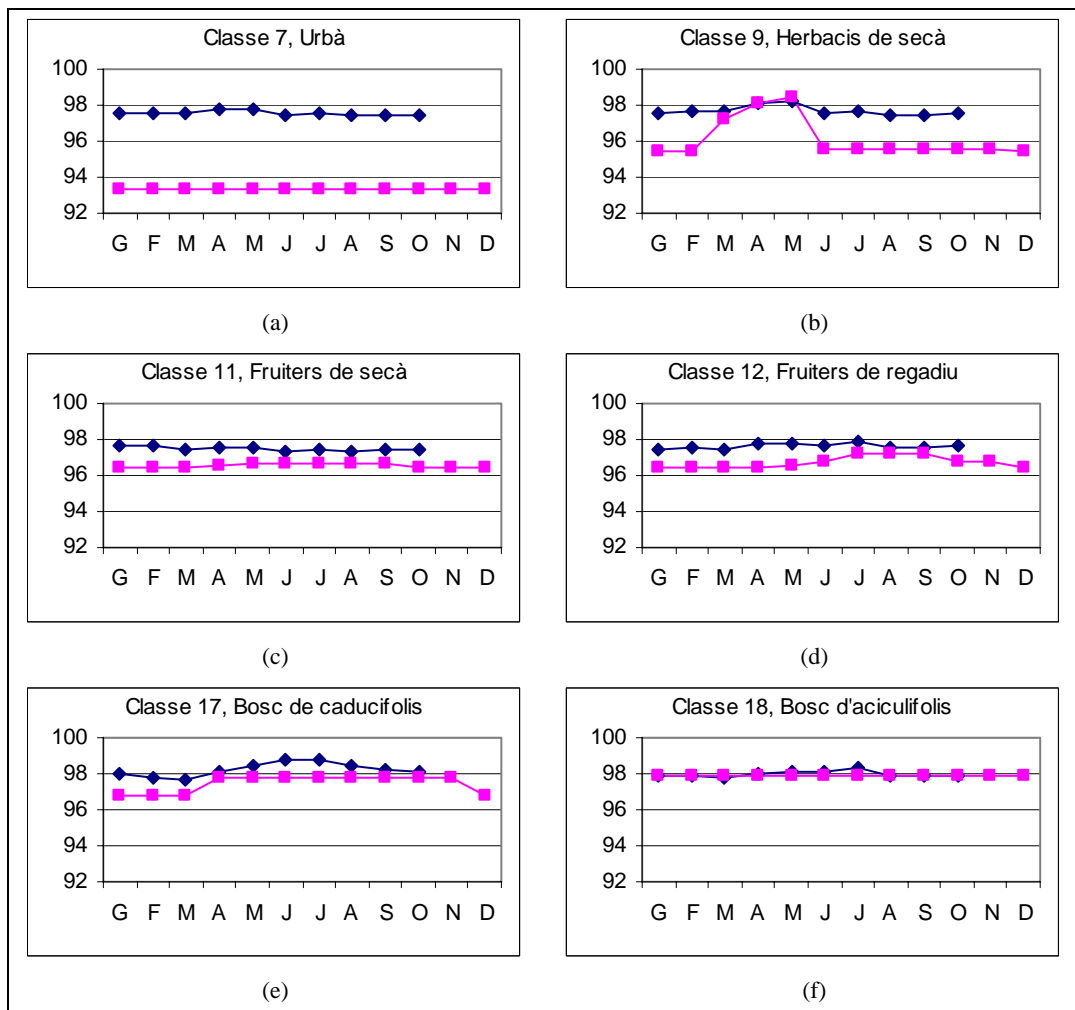 Classe 7, Urbà
100
98
96
94
92
G F M A M J J A S O N D
(a)
Classe 9, Herbacis de secà
100
98
96
94
92
G F M A M J J A S O N D
(b)
Classe 11, Fruiters de secà
100
98
96
94
92
G F M A M J J A S O N D
(c)
Classe 12, Fruiters de regadiu
100
98
96
94
92
G F M A M J J A S O N D
(d)
Classe 17, Bosc de caducifolis
100
98
96
94
92
G F M A M J J A S O N D
(e)
Classe 18, Bosc d'aciculifolis
100
98
96
94
92
G F M A M J J A S O N D
(f)